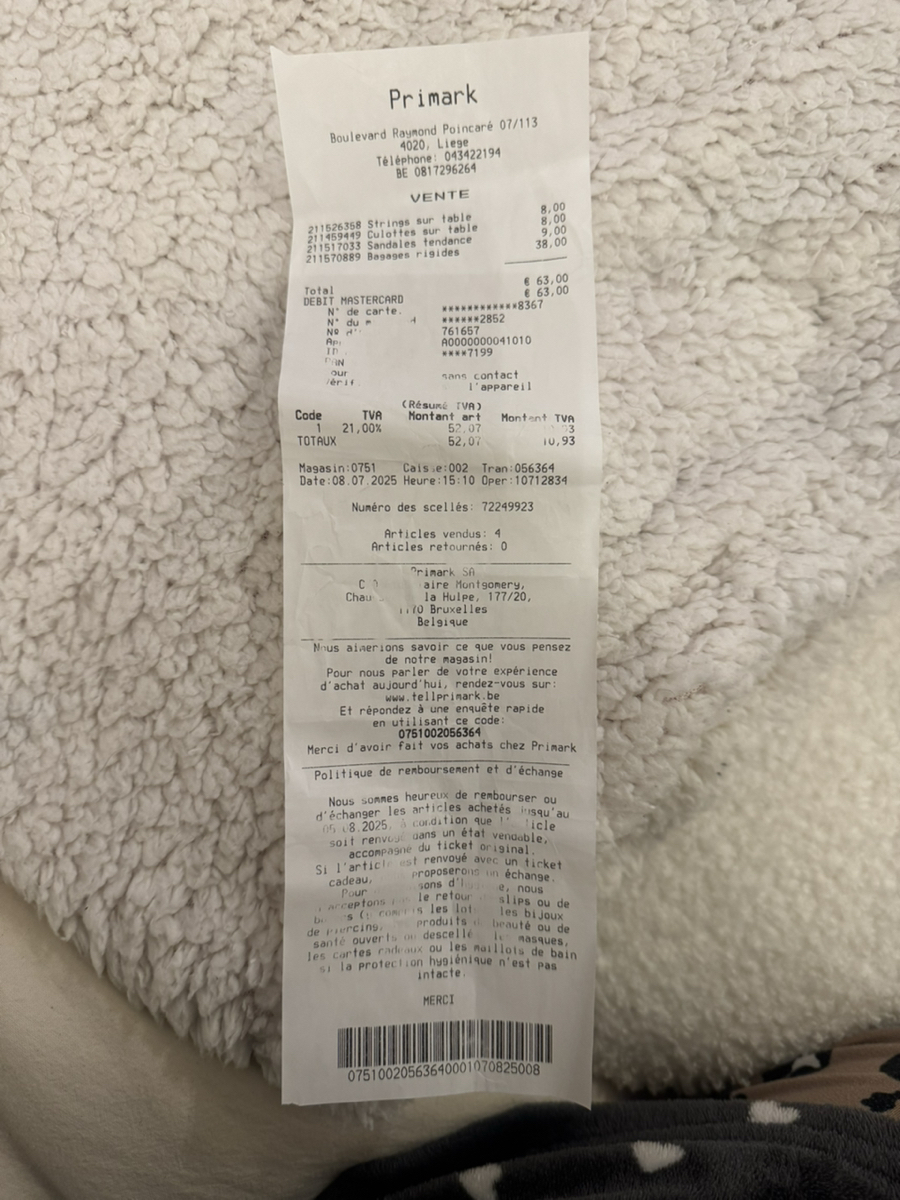 Primark
Boulevard Raymond Poincaré 07/113
4020, Liege
Téléphone: 043422194
BE 0817296264
VENTE
211526358 Strings sur table 8,00
211459449 Culottes sur table 8,00
211517033 Sandales tendance 9,00
211570889 Bagages rigides 38,00
Total € 63,00
DEBIT MASTERCARD € 63,00
N° de carte. ************8367
N° du ******2852
N° 761657
A0000000041010
****7199
sans contact
l'appareil
(Résumé TVA)
Code TVA Montant art Montant TVA
1 21,00% 52,07
TOTAUX 52,07 10,93
Magasin:0751 Caisse:002 Tran:056364
Date:08.07.2025 Heure:15:10 Oper:10712834
Numéro des scellés: 72249923
Articles vendus: 4
Articles retournés: 0
Primark SA
aire Montgomery,
la Hulpe, 177/20,
Bruxelles
Belgique
Nous aimerions savoir ce que vous pensez
de notre magasin!
Pour nous parler de votre expérience
d'achat aujourd'hui, rendez-vous sur:
www.tellprimark.be
Et répondez à une enquête rapide
en utilisant ce code:
0751002056364
Merci d'avoir fait vos achats chez Primark
Politique de remboursement et d'échange
Nous sommes heureux de rembourser ou
d'échanger les articles achetés jusqu'au
08.2025, à condition que
soit renvoyé dans un état vendable,
accompagné du ticket original.
Si l'article est renvoyé avec un ticket
cadeau, proposerons un échange.
Pour nous
acceptons le retour slips ou de
les les bijoux
de piercing, produits beauté ou de
santé ouverts ou descellé masques,
les cartes cadeaux ou les maillots de bain
si la protection hygiénique n'est pas
intacte.
MERCI
07510020563640001070825008